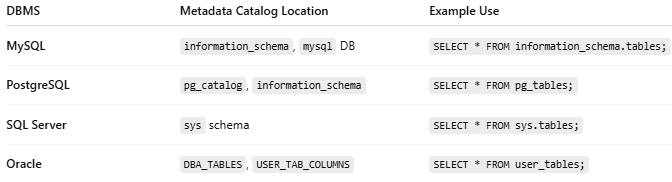 DBMS Metadata Catalog Location Example Use
MySQL information_schema, mysql DB SELECT * FROM information_schema.tables;
PostgreSQL pg_catalog, information_schema SELECT * FROM pg_tables;
SQL Server sys schema SELECT * FROM sys.tables;
Oracle DBA_TABLES, USER_TAB_COLUMNS SELECT * FROM user_tables;